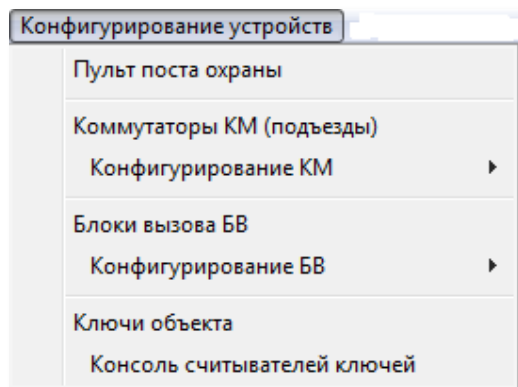 Конфигурирование устройств
Пульт поста охраны
Коммутаторы КМ (подъезды)
Конфигурирование КМ
Блоки вызова БВ
Конфигурирование БВ
Ключи объекта
Консоль считывателей ключей